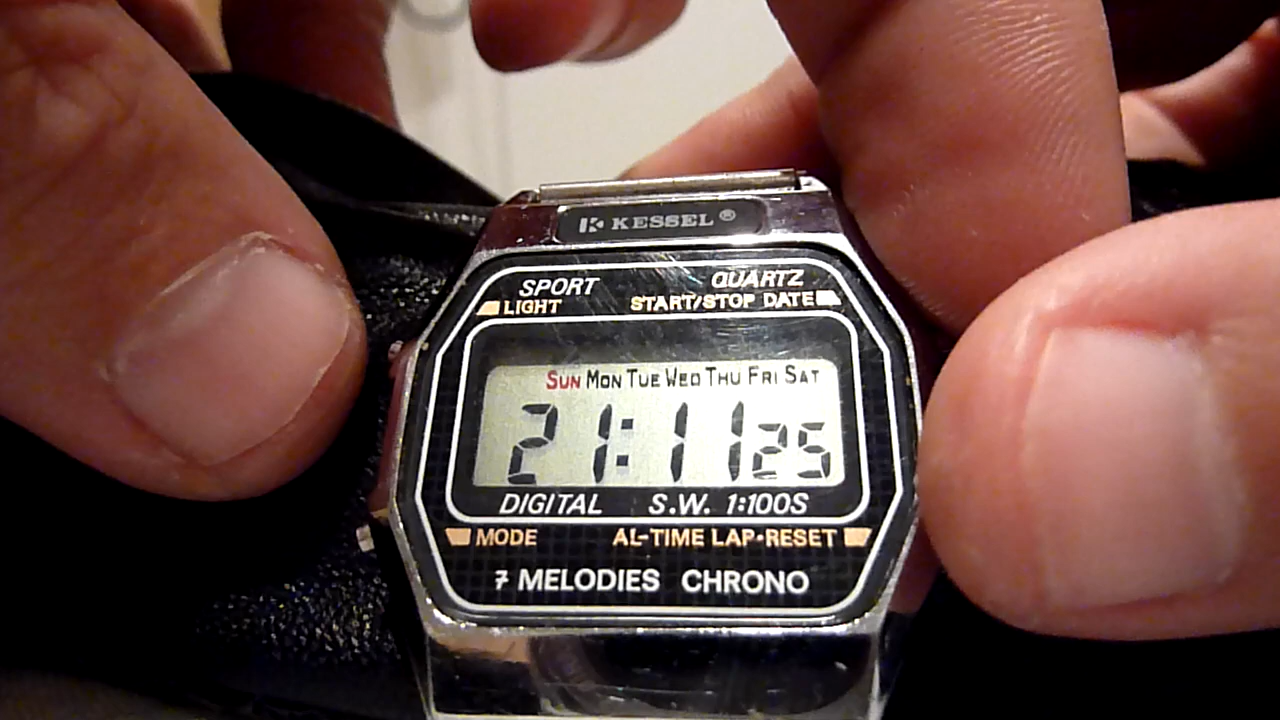 K KESSEL®
SPORT QUARTZ
LIGHT START/STOP DATE
SUN MON TUE WED THU FRI SAT
21:11 25
DIGITAL S.W. 1:100S
MODE AL-TIME LAP•RESET
7 MELODIES CHRONO